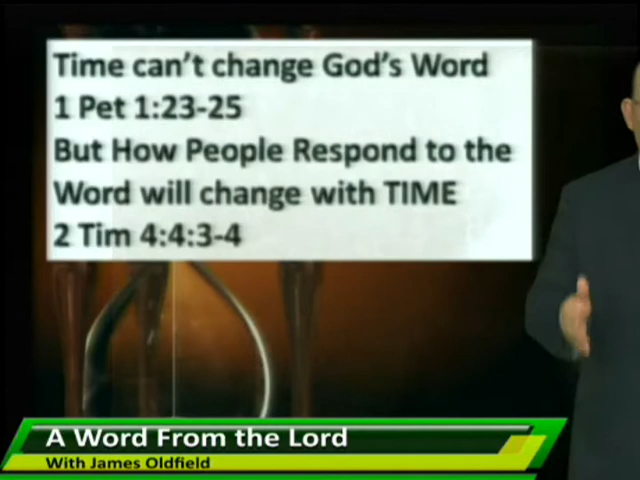 Time can't change God's Word
1 Pet 1:23-25
But How People Respond to the
Word will change with TIME
2 Tim 4:4:3-4
A Word From the Lord
With James Oldfield